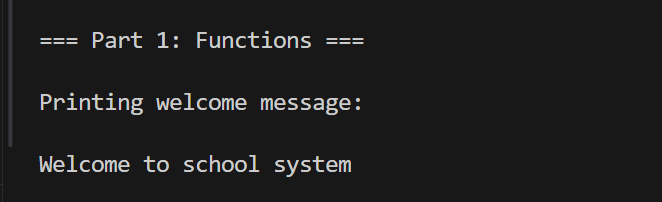 === Part 1: Functions ===
Printing welcome message:
Welcome to school system